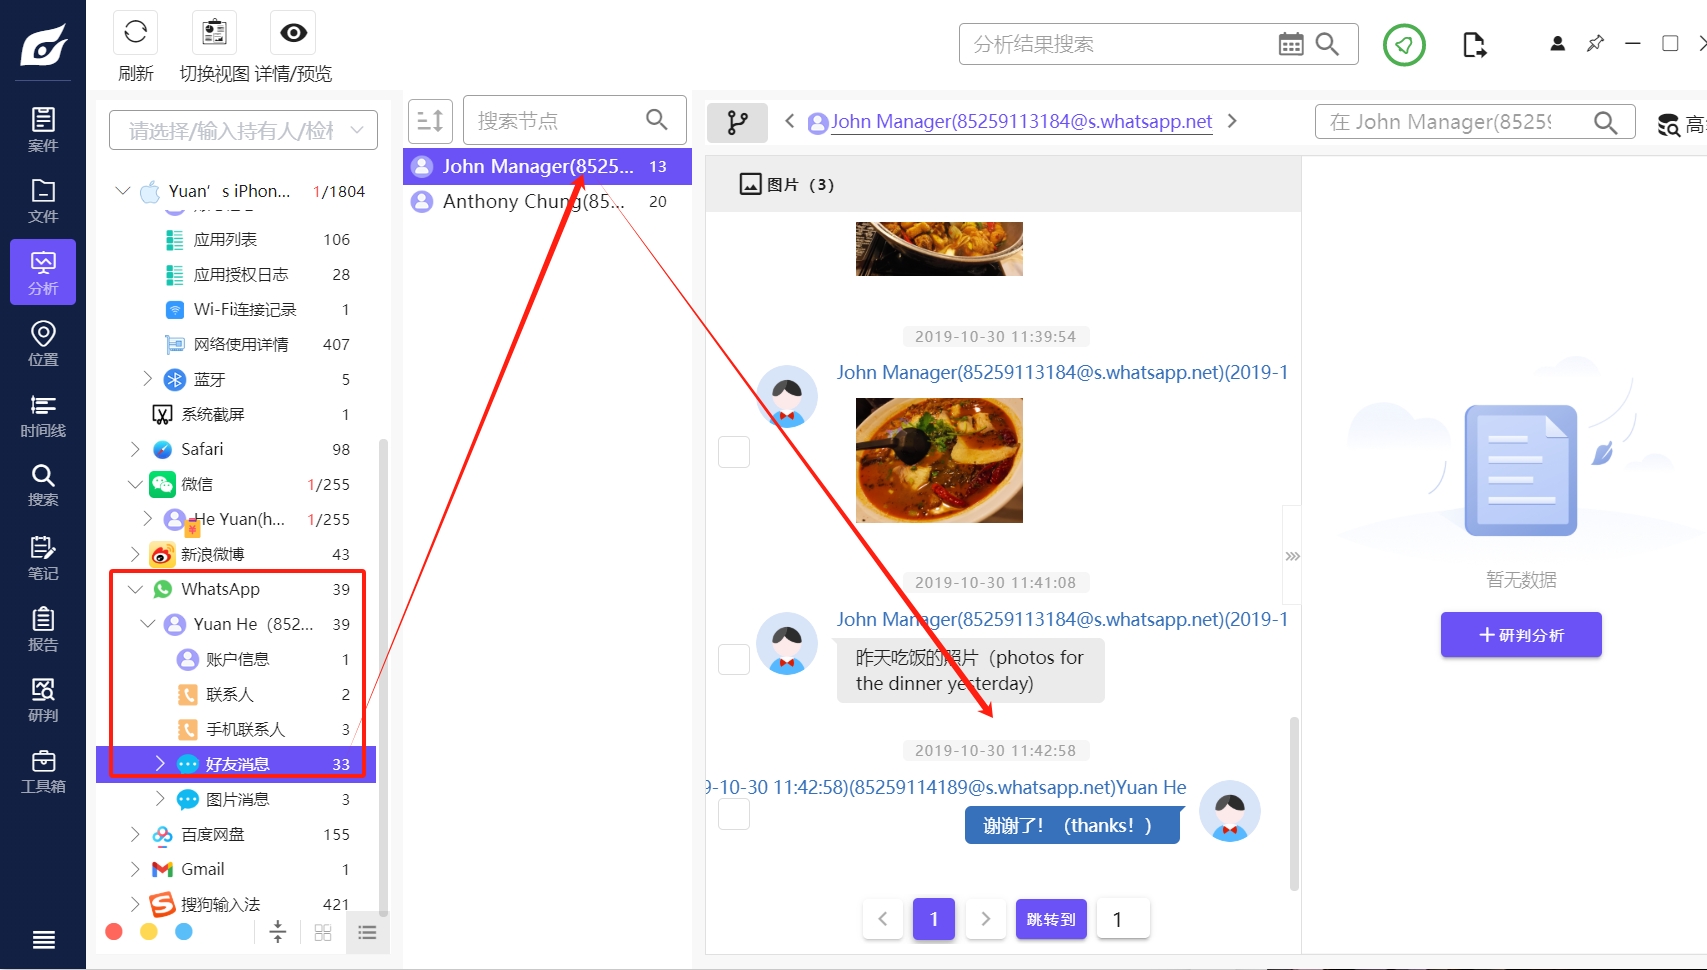 刷新
切换视图
详情/预览
分析结果搜索
案件
文件
分析
位置
时间线
搜索
笔记
报告
研判
工具箱
请选择/输入持有人/检
Yuan’s iPhon... 1/1804
应用列表 106
应用授权日志 28
Wi-Fi连接记录 1
网络使用详情 407
蓝牙 5
系统截屏 1
Safari 98
微信 1/255
He Yuan(h... 1/255
新浪微博 43
WhatsApp 39
Yuan He（852... 39
账户信息 1
联系人 2
手机联系人 3
好友消息 33
图片消息 3
百度网盘 155
Gmail 1
搜狗输入法 421
搜索节点
John Manager(8525... 13
Anthony Chung(85... 20
John Manager(85259113184@s.whatsapp.net
在 John Manager(8525
高
图片（3）
2019-10-30 11:39:54
John Manager(85259113184@s.whatsapp.net)(2019-1
2019-10-30 11:41:08
John Manager(85259113184@s.whatsapp.net)(2019-1
昨天吃饭的照片（photos for
the dinner yesterday)
2019-10-30 11:42:58
9-10-30 11:42:58)(85259114189@s.whatsapp.net)Yuan He
谢谢了！（thanks！）
1
跳转到
1
暂无数据
研判分析